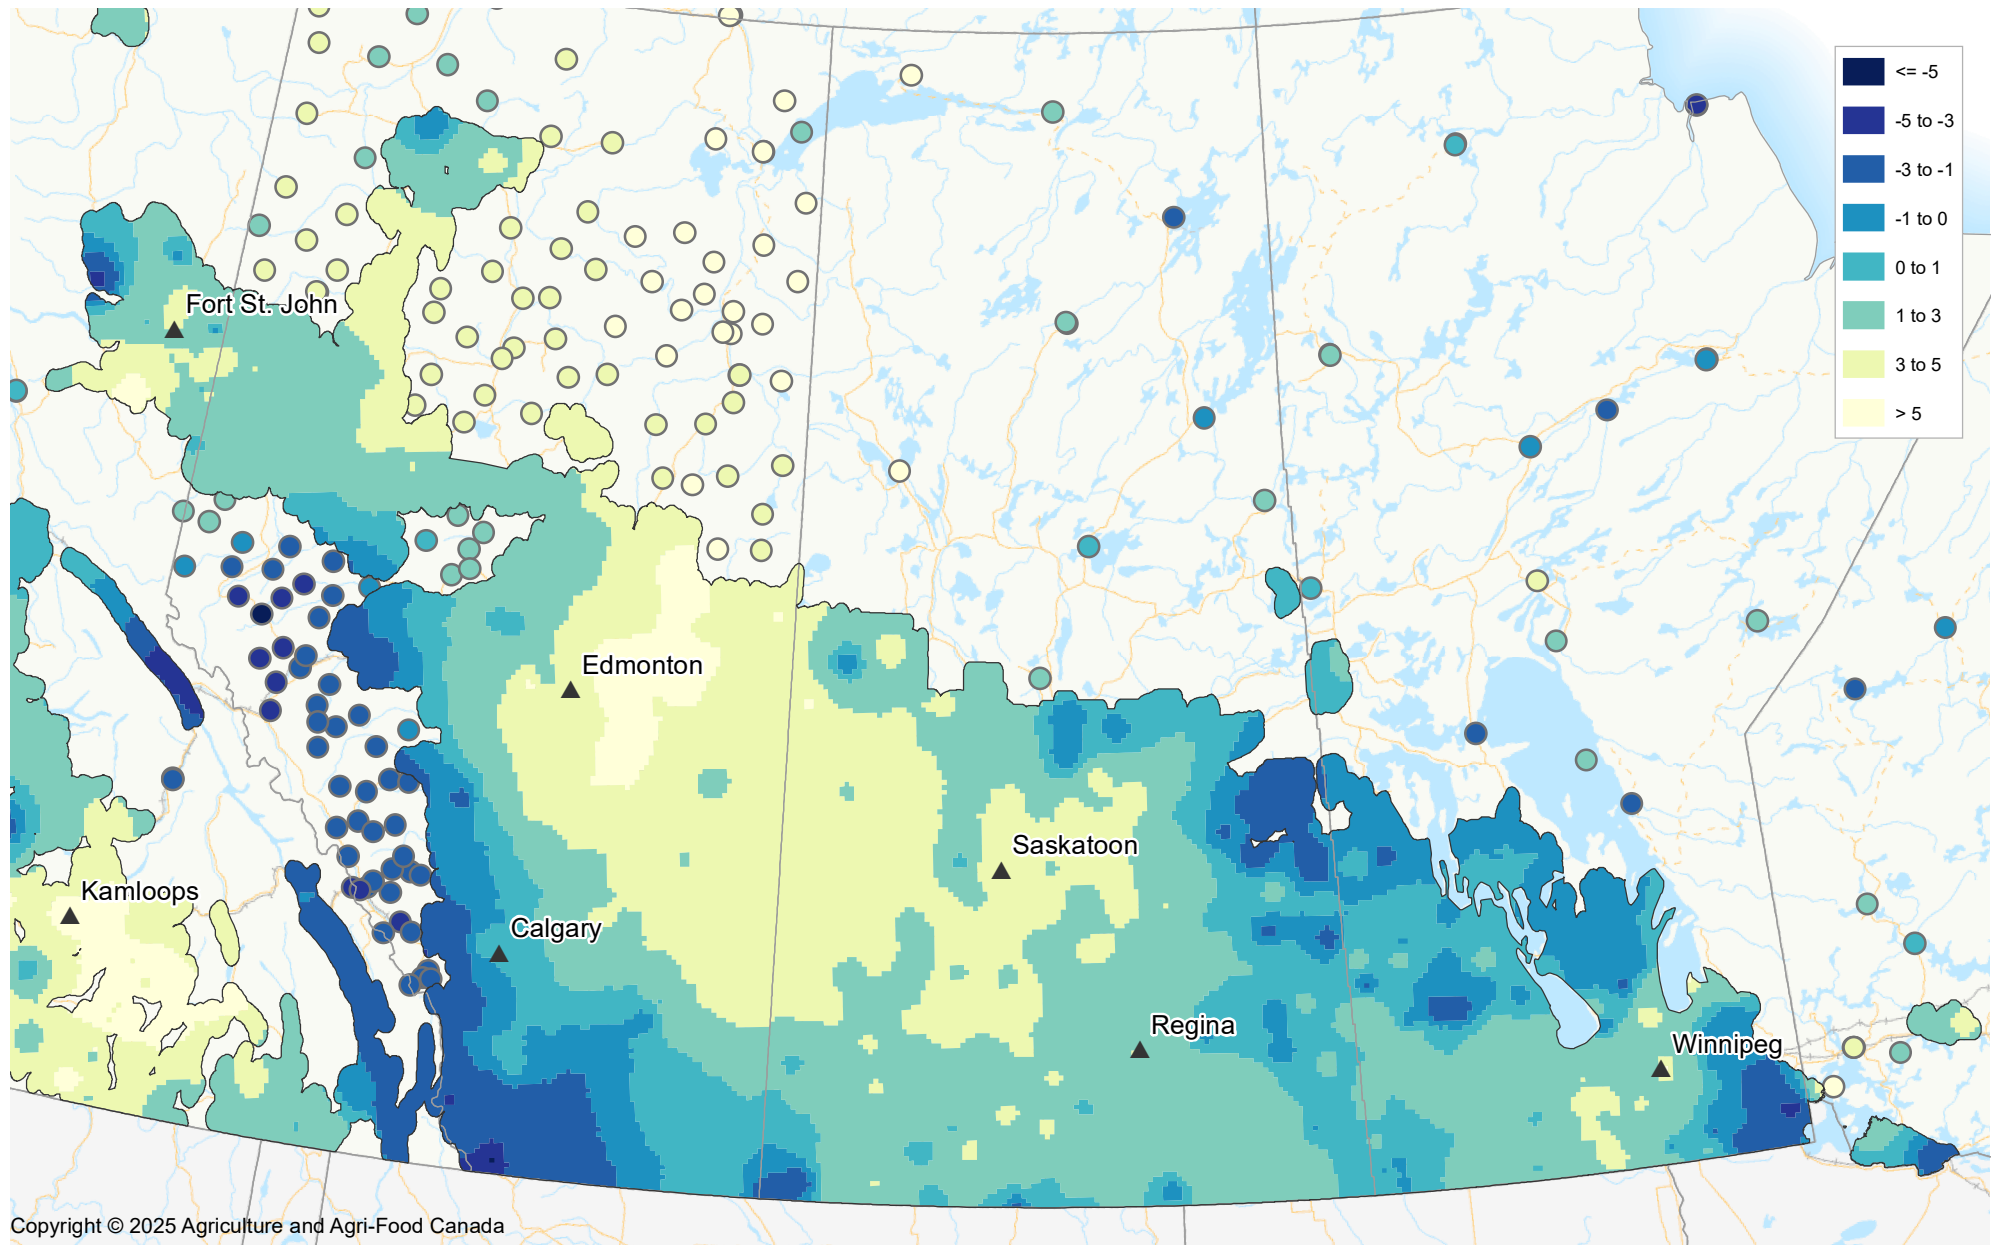 <= -5
-5 to -3
-3 to -1
-1 to 0
0 to 1
1 to 3
3 to 5
> 5
Fort St. John
Edmonton
Saskatoon
Kamloops
Calgary
Regina
Winnipeg
Copyright © 2025 Agriculture and Agri-Food Canada